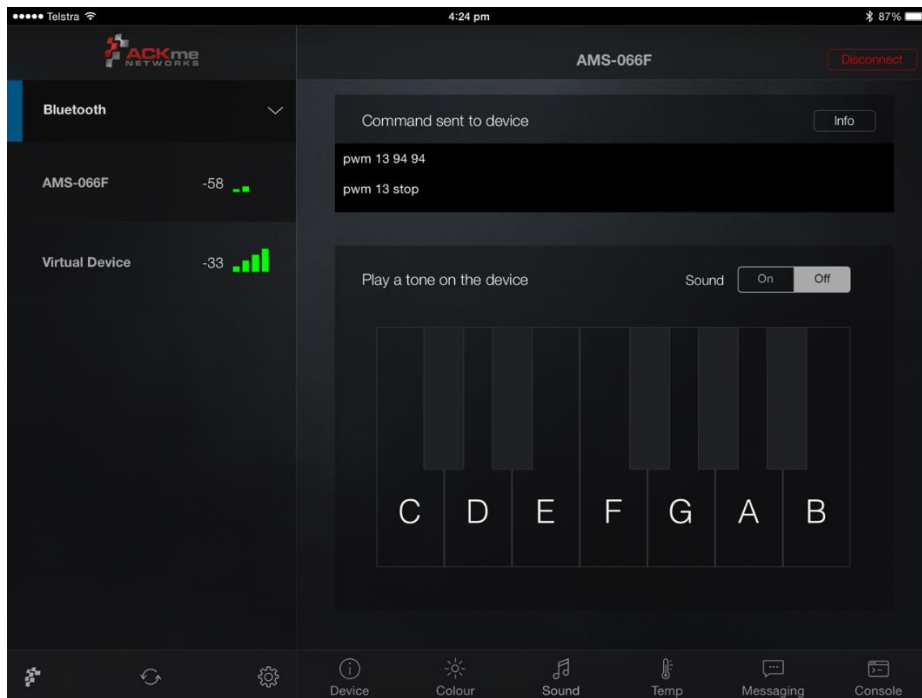 Telstra 4:24 pm 87%
ACKme
NETWORKS
AMS-066F
Disconnect
Bluetooth
Command sent to device
Info
pwm 13 94 94
AMS-066F -58
pwm 13 stop
Virtual Device -33
Play a tone on the device Sound On Off
C D E F G A B
Device Colour Sound Temp Messaging Console